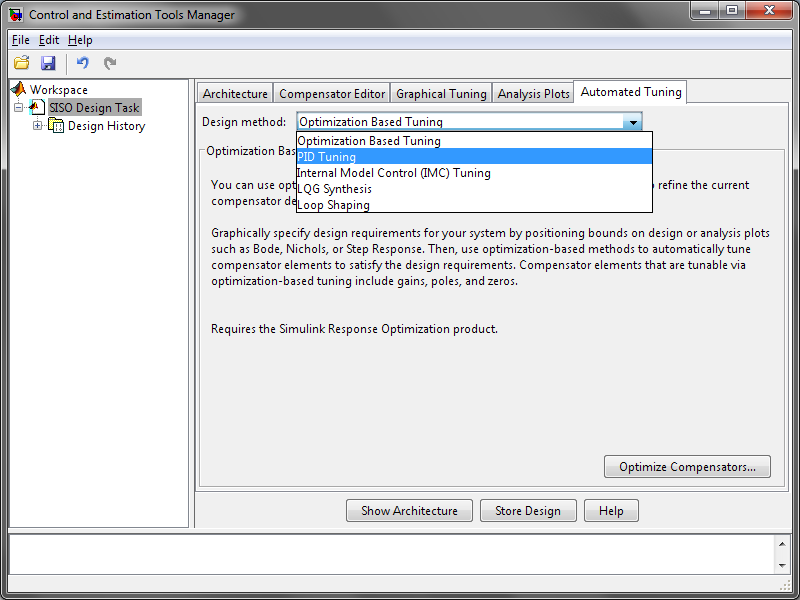 Control and Estimation Tools Manager
File Edit Help
Workspace
SISO Design Task
Design History
Architecture Compensator Editor Graphical Tuning Analysis Plots Automated Tuning
Design method: Optimization Based Tuning
Optimization Based Tuning
PID Tuning
Internal Model Control (IMC) Tuning
LQG Synthesis
Loop Shaping
Optimization Bas
You can use opt
refine the current
compensator de
Graphically specify design requirements for your system by positioning bounds on design or analysis plots
such as Bode, Nichols, or Step Response. Then, use optimization-based methods to automatically tune
compensator elements to satisfy the design requirements. Compensator elements that are tunable via
optimization-based tuning include gains, poles, and zeros.
Requires the Simulink Response Optimization product.
Optimize Compensators...
Show Architecture Store Design Help